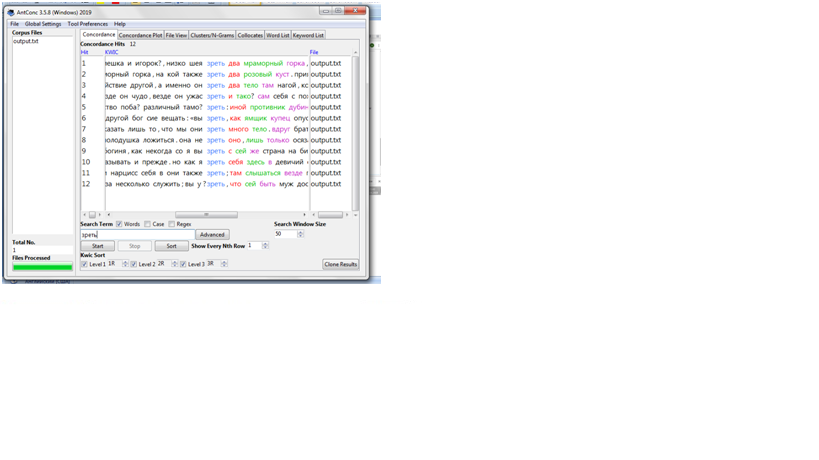 AntConc 3.5.8 (Windows) 2019
File Global Settings Tool Preferences Help
Corpus Files
output.txt
Concordance Concordance Plot File View Clusters/N-Grams Collocates Word List Keyword List
Concordance Hits 12
Hit KWIC File
1 ешка и игорок?, низко шея зреть два мраморный горка, output.txt
2 морный горка, на кой также зреть два розовый куст. при output.txt
3 йствие другой, а именно он зреть два тело там нагой, кс output.txt
4 зде он чудо, везде он ужас зреть и тако? сам себя с по output.txt
5 ство поба? различный тамо? зреть: иной противник дубин output.txt
6 другой бог сие вещать: «вы зреть, как ямщик купец опус output.txt
7 казать лишь то, что мы они зреть много тело, вдруг брат output.txt
8 юлодушка ложиться. она не зреть оно, лишь только оскз output.txt
9 рогиня, как некогда со я вы зреть с сей же страна на би output.txt
10 азывать и прежде. но как я зреть себя здесь в девичий output.txt
11 и нарцисс себя в они также зреть; там слышаться везде output.txt
12 за несколько служить; вы у? зреть, что сей быть муж дос output.txt
Search Term Words Case Regex Search Window Size
зреть Advanced 50
Start Stop Sort Show Every Nth Row 1
Kwic Sort
Level 1 1R Level 2 2R Level 3 3R Clone Results
Total No.
1
Files Processed